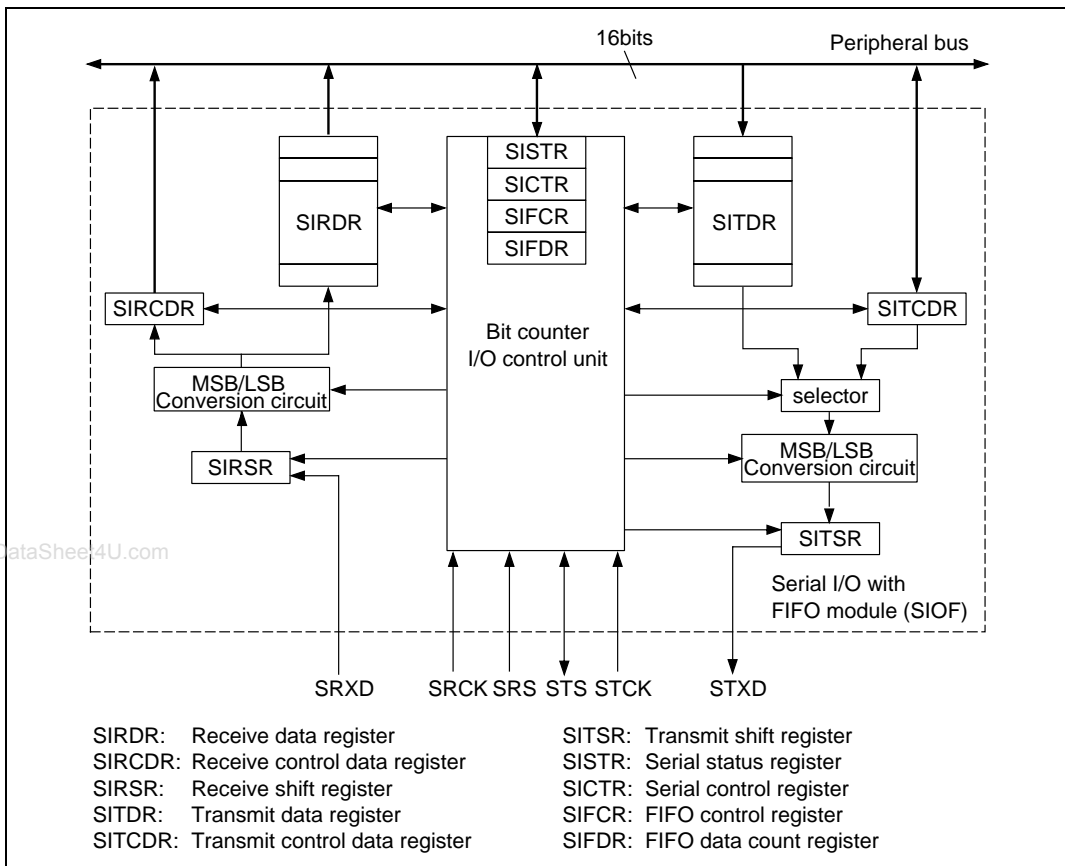 16bits
Peripheral bus
SISTR
SICTR
SIFCR
SIFDR
SIRDR
SITDR
SIRCDR
SITCDR
Bit counter
I/O control unit
MSB/LSB
Conversion circuit
selector
MSB/LSB
Conversion circuit
SIRSR
SITSR
DataSheet4U.com
Serial I/O with
FIFO module (SIOF)
SRXD
SRCK
SRS
STS
STCK
STXD
SIRDR: Receive data register
SIRCDR: Receive control data register
SIRSR: Receive shift register
SITDR: Transmit data register
SITCDR: Transmit control data register
SITSR: Transmit shift register
SISTR: Serial status register
SICTR: Serial control register
SIFCR: FIFO control register
SIFDR: FIFO data count register